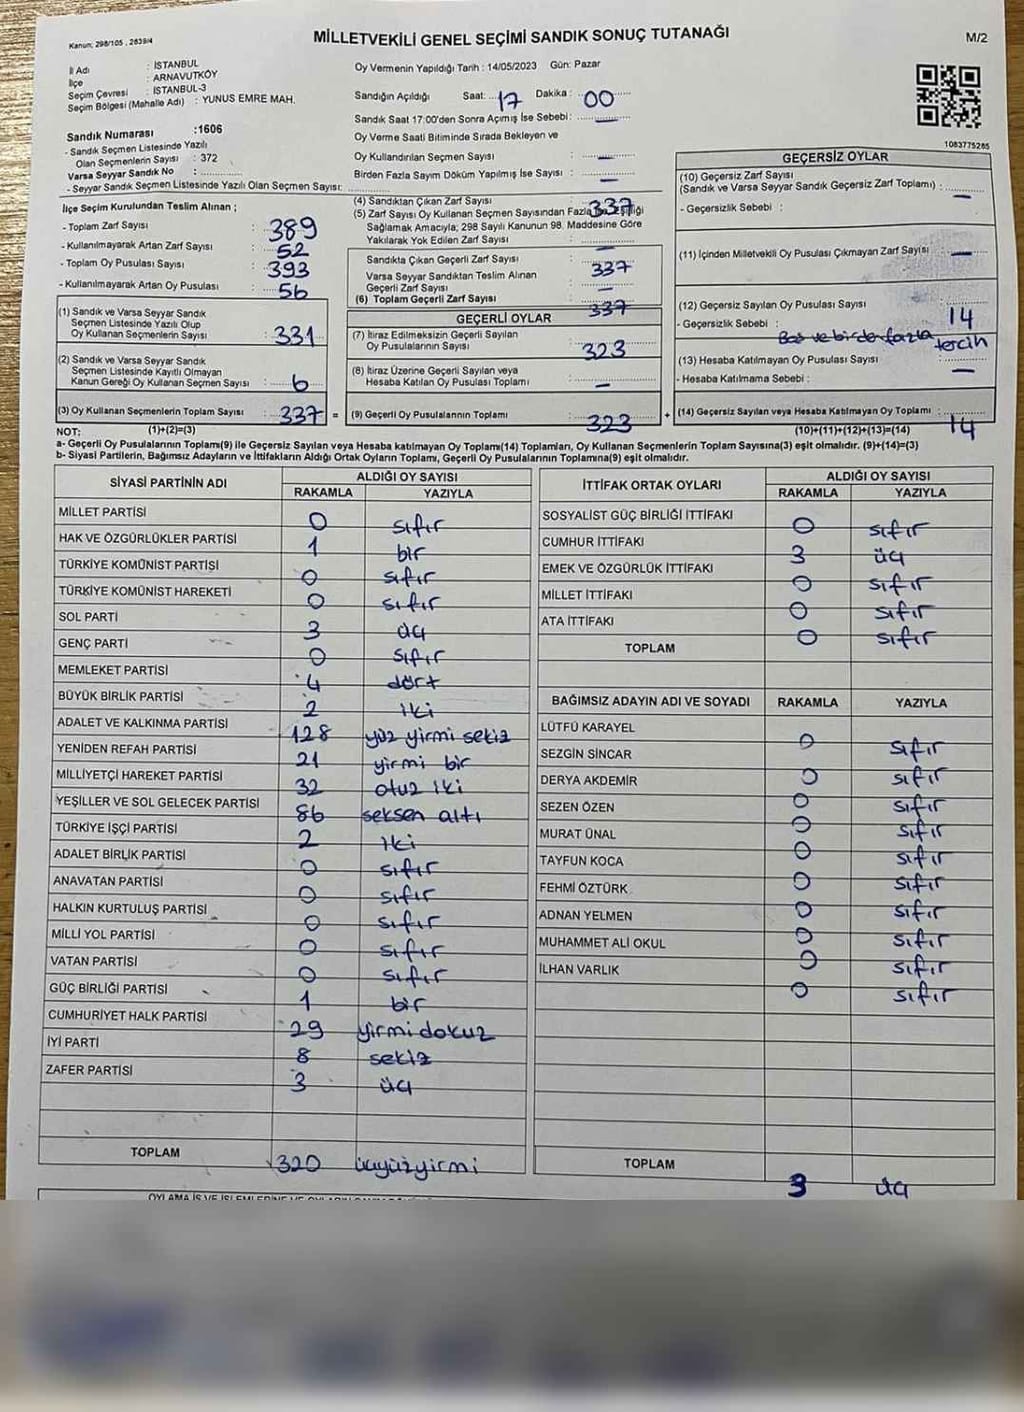 Kanun: 298/105 , 2839/4
MİLLETVEKİLİ GENEL SEÇİMİ SANDIK SONUÇ TUTANAĞI
M/2
İl Adı : İSTANBUL
İlçe : ARNAVUTKÖY
Seçim Çevresi : İSTANBUL-3
Seçim Bölgesi (Mahalle Adı) : YUNUS EMRE MAH.
Sandık Numarası :1606
- Sandık Seçmen Listesinde Yazılı
Olan Seçmenlerin Sayısı : 372
Varsa Seyyar Sandık No :
- Seyyar Sandık Seçmen Listesinde Yazılı Olan Seçmen Sayısı:
Oy Vermenin Yapıldığı Tarih : 14/05/2023 Gün: Pazar
Sandığın Açıldığı Saat: 17 Dakika : 00
Sandık Saat 17:00'den Sonra Açımış İse Sebebi: —
Oy Verme Saati Bitiminde Sırada Bekleyen ve
Oy Kullandırılan Seçmen Sayısı : —
Birden Fazla Sayım Döküm Yapılmış İse Sayısı : —
1083775265
İlçe Seçim Kurulundan Teslim Alınan ;
- Toplam Zarf Sayısı : 389
- Kullanılmayarak Artan Zarf Sayısı : 52
- Toplam Oy Pusulası Sayısı : 393
- Kullanılmayarak Artan Oy Pusulası : 56
(4) Sandıktan Çıkan Zarf Sayısı : 337
(5) Zarf Sayısı Oy Kullanan Seçmen Sayısından Fazla İse Eşitliği
Sağlamak Amacıyla; 298 Sayılı Kanunun 98. Maddesine Göre
Yakılarak Yok Edilen Zarf Sayısı : —
Sandıkta Çıkan Geçerli Zarf Sayısı : 337
Varsa Seyyar Sandıktan Teslim Alınan
Geçerli Zarf Sayısı : —
(6) Toplam Geçerli Zarf Sayısı : 337
GEÇERSİZ OYLAR
(10) Geçersiz Zarf Sayısı
(Sandık ve Varsa Seyyar Sandık Geçersiz Zarf Toplamı) : —
- Geçersizlik Sebebi :
(11) İçinden Milletvekili Oy Pusulası Çıkmayan Zarf Sayısı —
(12) Geçersiz Sayılan Oy Pusulası Sayısı : 14
- Geçersizlik Sebebi : Boş ve birden fazla tercih
(13) Hesaba Katılmayan Oy Pusulası Sayısı : —
- Hesaba Katılmama Sebebi :
(14) Geçersiz Sayılan veya Hesaba Katılmayan Oy Toplamı : 14
(10)+(11)+(12)+(13)=(14)
(1) Sandık ve Varsa Seyyar Sandık
Seçmen Listesinde Yazılı Olup
Oy Kullanan Seçmenlerin Sayısı : 331
(2) Sandık ve Varsa Seyyar Sandık
Seçmen Listesinde Kayıtlı Olmayan
Kanun Gereği Oy Kullanan Seçmen Sayısı : 6
(3) Oy Kullanan Seçmenlerin Toplam Sayısı : 337 =
GEÇERLİ OYLAR
(7) İtiraz Edilmeksizin Geçerli Sayılan
Oy Pusulalarının Sayısı : 323
(8) İtiraz Üzerine Geçerli Sayılan veya
Hesaba Katılan Oy Pusulası Toplamı : —
(9) Geçerli Oy Pusulalarının Toplamı : 323 +
NOT: (1)+(2)=(3)
a- Geçerli Oy Pusulalarının Toplamı(9) ile Geçersiz Sayılan veya Hesaba katılmayan Oy Toplamı(14) Toplamları, Oy Kullanan Seçmenlerin Toplam Sayısına(3) eşit olmalıdır. (9)+(14)=(3)
b- Siyasi Partilerin, Bağımsız Adayların ve İttifakların Aldığı Ortak Oyların Toplamı, Geçerli Oy Pusulalarının Toplamına(9) eşit olmalıdır.
SİYASİ PARTİNİN ADI ALDIĞI OY SAYISI
RAKAMLA YAZIYLA
MİLLET PARTİSİ 0 sıfır
HAK VE ÖZGÜRLÜKLER PARTİSİ 1 bir
TÜRKİYE KOMÜNİST PARTİSİ 0 sıfır
TÜRKİYE KOMÜNİST HAREKETİ 0 sıfır
SOL PARTİ 3 üç
GENÇ PARTİ 0 sıfır
MEMLEKET PARTİSİ 4 dört
BÜYÜK BİRLİK PARTİSİ 2 iki
ADALET VE KALKINMA PARTİSİ 128 yüz yirmi sekiz
YENİDEN REFAH PARTİSİ 21 yirmi bir
MİLLİYETÇİ HAREKET PARTİSİ 32 otuz iki
YEŞİLLER VE SOL GELECEK PARTİSİ 86 seksen altı
TÜRKİYE İŞÇİ PARTİSİ 2 iki
ADALET BİRLİK PARTİSİ 0 sıfır
ANAVATAN PARTİSİ 0 sıfır
HALKIN KURTULUŞ PARTİSİ 0 sıfır
MİLLİ YOL PARTİSİ 0 sıfır
VATAN PARTİSİ 0 sıfır
GÜÇ BİRLİĞİ PARTİSİ 1 bir
CUMHURİYET HALK PARTİSİ 29 yirmidokuz
İYİ PARTİ 8 sekiz
ZAFER PARTİSİ 3 üç
TOPLAM 320 üçyüzyirmi
İTTİFAK ORTAK OYLARI ALDIĞI OY SAYISI
RAKAMLA YAZIYLA
SOSYALİST GÜÇ BİRLİĞİ İTTİFAKI 0 sıfır
CUMHUR İTTİFAKI 3 üç
EMEK VE ÖZGÜRLÜK İTTİFAKI 0 sıfır
MİLLET İTTİFAKI 0 sıfır
ATA İTTİFAKI 0 sıfır
TOPLAM
BAĞIMSIZ ADAYIN ADI VE SOYADI RAKAMLA YAZIYLA
LÜTFÜ KARAYEL 0 sıfır
SEZGİN SİNCAR 0 sıfır
DERYA AKDEMİR 0 sıfır
SEZEN ÖZEN 0 sıfır
MURAT ÜNAL 0 sıfır
TAYFUN KOCA 0 sıfır
FEHMİ ÖZTÜRK 0 sıfır
ADNAN YELMEN 0 sıfır
MUHAMMET ALİ OKUL 0 sıfır
İLHAN VARLIK 0 sıfır
TOPLAM 3 üç